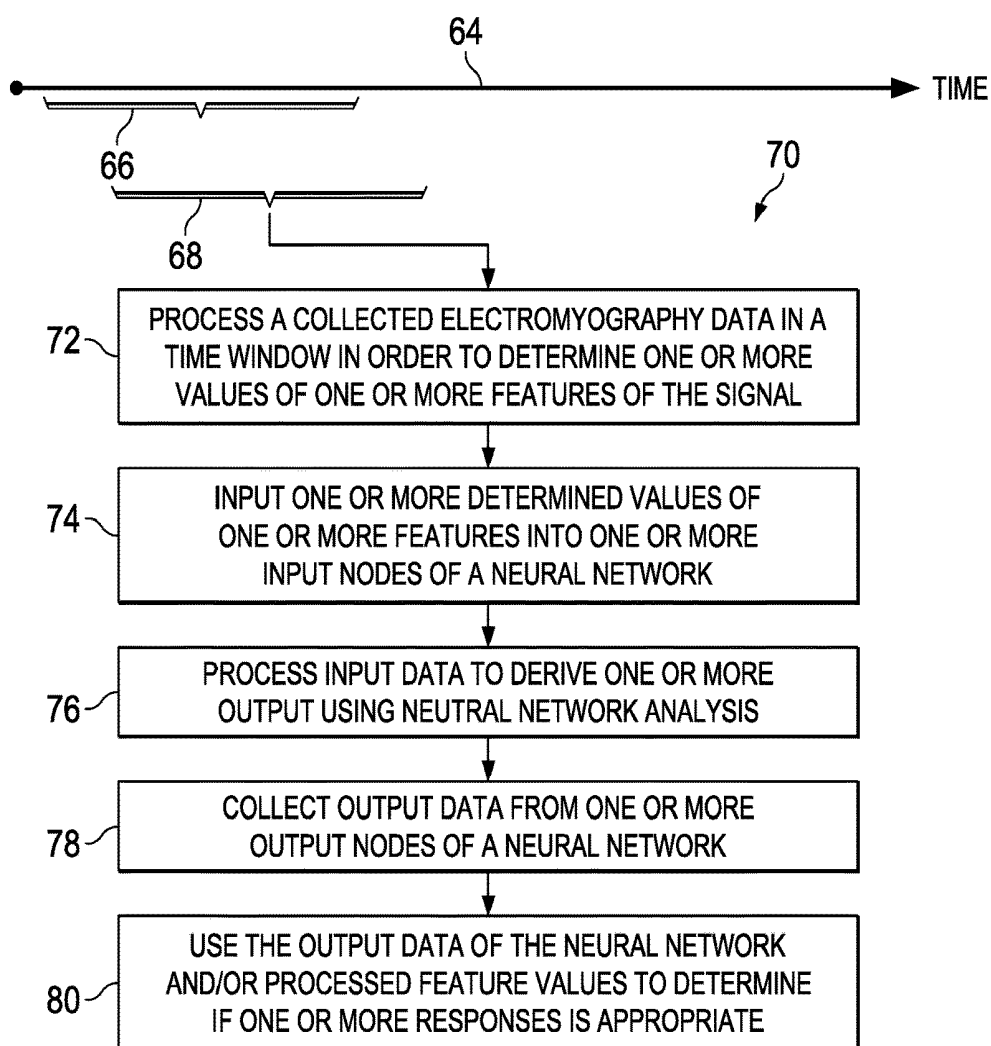 64
TIME
66
70
68
72
PROCESS A COLLECTED ELECTROMYOGRAPHY DATA IN A
TIME WINDOW IN ORDER TO DETERMINE ONE OR MORE
VALUES OF ONE OR MORE FEATURES OF THE SIGNAL
74
INPUT ONE OR MORE DETERMINED VALUES OF
ONE OR MORE FEATURES INTO ONE OR MORE
INPUT NODES OF A NEURAL NETWORK
76
PROCESS INPUT DATA TO DERIVE ONE OR MORE
OUTPUT USING NEUTRAL NETWORK ANALYSIS
78
COLLECT OUTPUT DATA FROM ONE OR MORE
OUTPUT NODES OF A NEURAL NETWORK
80
USE THE OUTPUT DATA OF THE NEURAL NETWORK
AND/OR PROCESSED FEATURE VALUES TO DETERMINE
IF ONE OR MORE RESPONSES IS APPROPRIATE